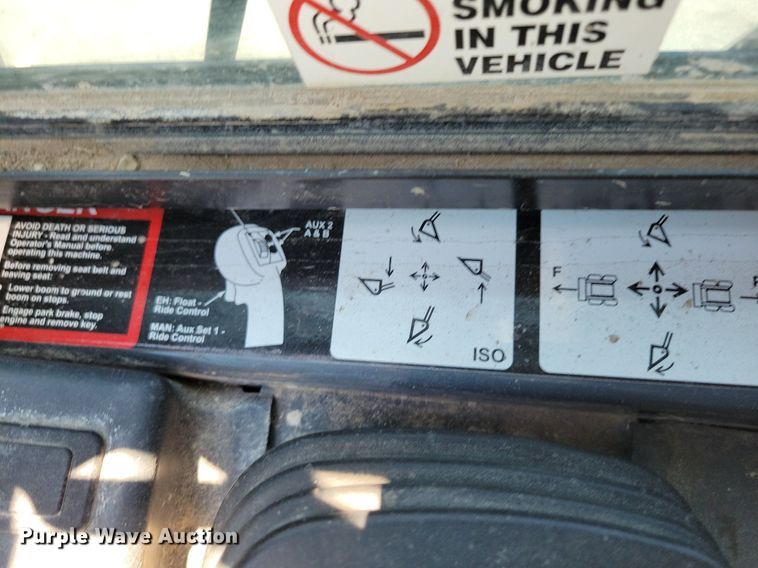 SMOKING
IN THIS
VEHICLE
AVOID DEATH OR SERIOUS
INJURY - Read and understand
Operator's Manual before
operating this machine.
Before removing seat belt and
leaving seat:
Lower boom to ground or rest
boom on stops.
Engage park brake, stop
engine and remove key.
AUX 2
A & B
EH: Float -
Ride Control
MAN: Aux Set 1 -
Ride Control
ISO
F
Purple Wave Auction